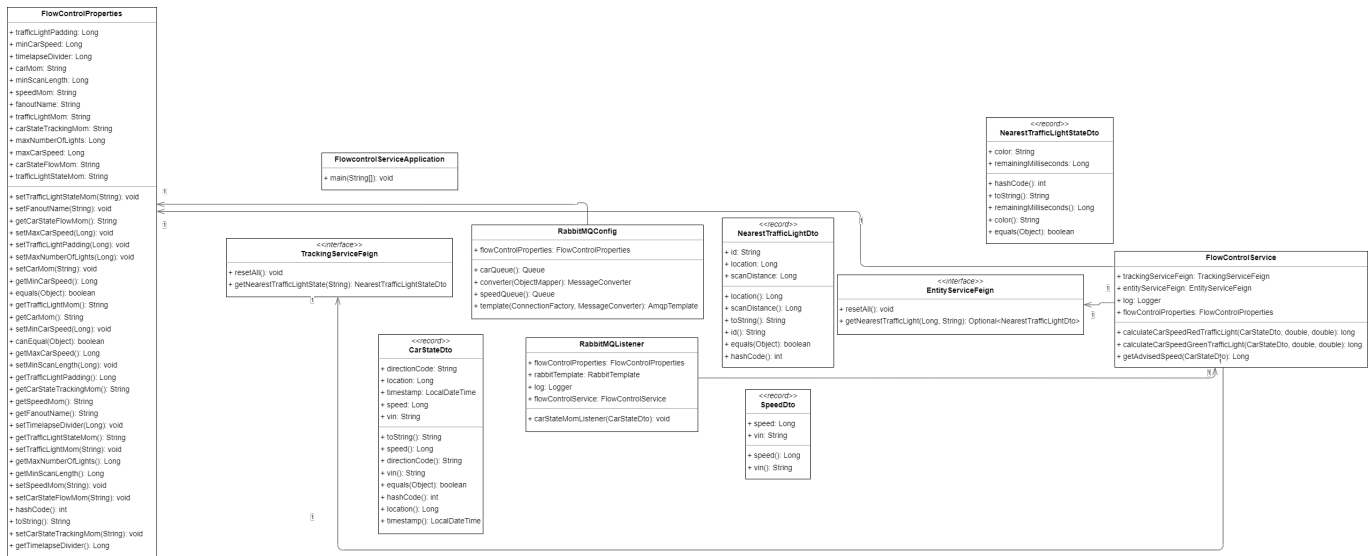 FlowControlProperties
+ trafficLightPadding: Long
+ minCarSpeed: Long
+ timelapseDivider: Long
+ carMom: String
+ minScanLength: Long
+ speedMom: String
+ fanoutName: String
+ trafficLightMom: String
+ carStateTrackingMom: String
+ maxNumberOfLights: Long
+ maxCarSpeed: Long
+ carStateFlowMom: String
+ trafficLightStateMom: String
+ setTrafficLightStateMom(String): void
+ setFanoutName(String): void
+ getCarStateFlowMom(): String
+ setMaxCarSpeed(Long): void
+ setTrafficLightPadding(Long): void
+ setMaxNumberOfLights(Long): void
+ setCarMom(String): void
+ getMinCarSpeed(): Long
+ equals(Object): boolean
+ getTrafficLightMom(): String
+ getCarMom(): String
+ setMinCarSpeed(Long): void
+ canEqual(Object): boolean
+ getMaxCarSpeed(): Long
+ setMinScanLength(Long): void
+ getTrafficLightPadding(): Long
+ getCarStateTrackingMom(): String
+ getSpeedMom(): String
+ getFanoutName(): String
+ setTimelapseDivider(Long): void
+ getTrafficLightStateMom(): String
+ setTrafficLightMom(String): void
+ getMaxNumberOfLights(): Long
+ getMinScanLength(): Long
+ setSpeedMom(String): void
+ setCarStateFlowMom(String): void
+ hashCode(): int
+ toString(): String
+ setCarStateTrackingMom(String): void
+ getTimelapseDivider(): Long
1
1
FlowcontrolServiceApplication
+ main(String[]): void
<<interface>>
TrackingServiceFeign
+ resetAll(): void
+ getNearestTrafficLightState(String): NearestTrafficLightStateDto
1
1
<<record>>
CarStateDto
+ directionCode: String
+ location: Long
+ timestamp: LocalDateTime
+ speed: Long
+ vin: String
+ toString(): String
+ speed(): Long
+ directionCode(): String
+ vin(): String
+ equals(Object): boolean
+ hashCode(): int
+ location(): Long
+ timestamp(): LocalDateTime
RabbitMQConfig
+ flowControlProperties: FlowControlProperties
+ carQueue(): Queue
+ converter(ObjectMapper): MessageConverter
+ speedQueue(): Queue
+ template(ConnectionFactory, MessageConverter): AmqpTemplate
RabbitMQListener
+ flowControlProperties: FlowControlProperties
+ rabbitTemplate: RabbitTemplate
+ log: Logger
+ flowControlService: FlowControlService
+ carStateMomListener(CarStateDto): void
<<record>>
NearestTrafficLightDto
+ id: String
+ location: Long
+ scanDistance: Long
+ location(): Long
+ scanDistance(): Long
+ toString(): String
+ id(): String
+ equals(Object): boolean
+ hashCode(): int
<<record>>
SpeedDto
+ speed: Long
+ vin: String
+ speed(): Long
+ vin(): String
1
<<interface>>
EntityServiceFeign
+ resetAll(): void
+ getNearestTrafficLight(Long, String): Optional<NearestTrafficLightDto>
<<record>>
NearestTrafficLightStateDto
+ color: String
+ remainingMilliseconds: Long
+ hashCode(): int
+ toString(): String
+ remainingMilliseconds(): Long
+ color(): String
+ equals(Object): boolean
1
1
FlowControlService
+ trackingServiceFeign: TrackingServiceFeign
+ entityServiceFeign: EntityServiceFeign
+ log: Logger
+ flowControlProperties: FlowControlProperties
+ calculateCarSpeedRedTrafficLight(CarStateDto, double, double): long
+ calculateCarSpeedGreenTrafficLight(CarStateDto, double, double): long
+ getAdvisedSpeed(CarStateDto): Long
1
1